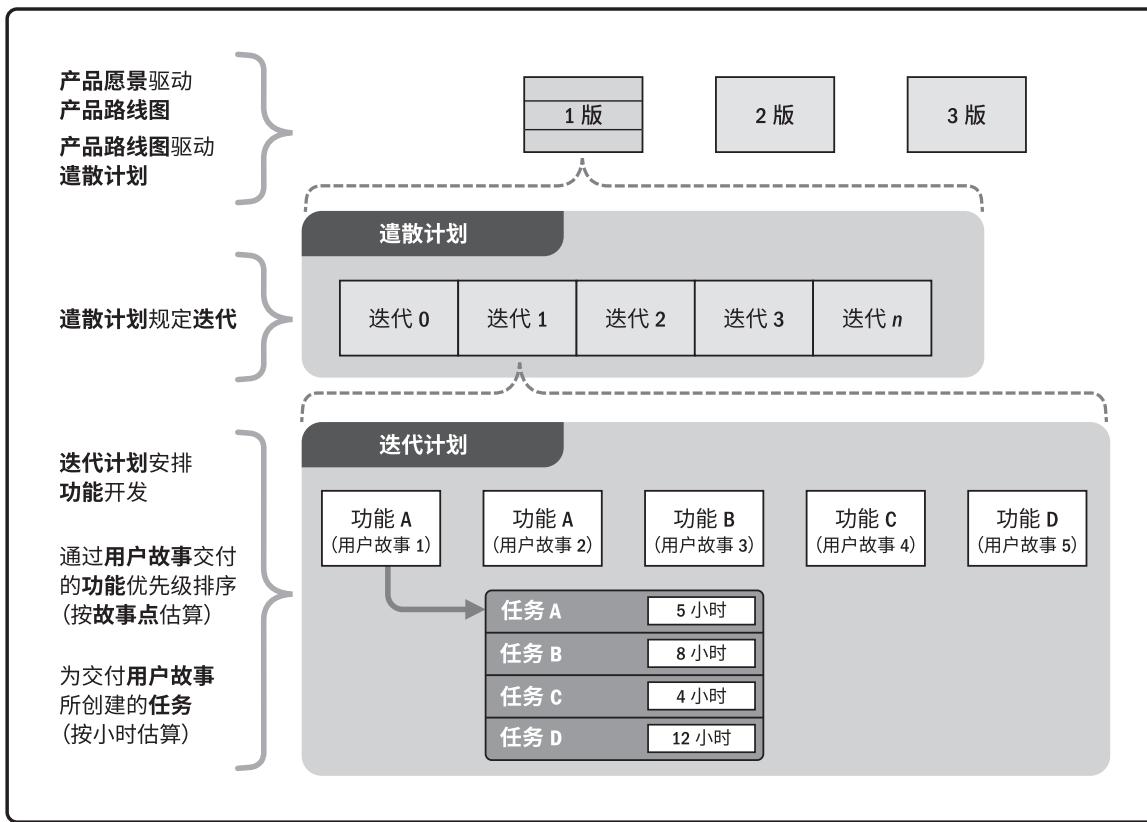 产品愿景驱动
产品路线图
产品路线图驱动
遣散计划
1 版
2 版
3 版
遣散计划
遣散计划规定迭代
迭代 0
迭代 1
迭代 2
迭代 3
迭代 n
迭代计划
迭代计划安排
功能开发
通过用户故事交付
的功能优先级排序
(按故事点估算)
为交付用户故事
所创建的任务
(按小时估算)
功能 A
(用户故事 1)
功能 A
(用户故事 2)
功能 B
(用户故事 3)
功能 C
(用户故事 4)
功能 D
(用户故事 5)
任务 A
5 小时
任务 B
8 小时
任务 C
4 小时
任务 D
12 小时